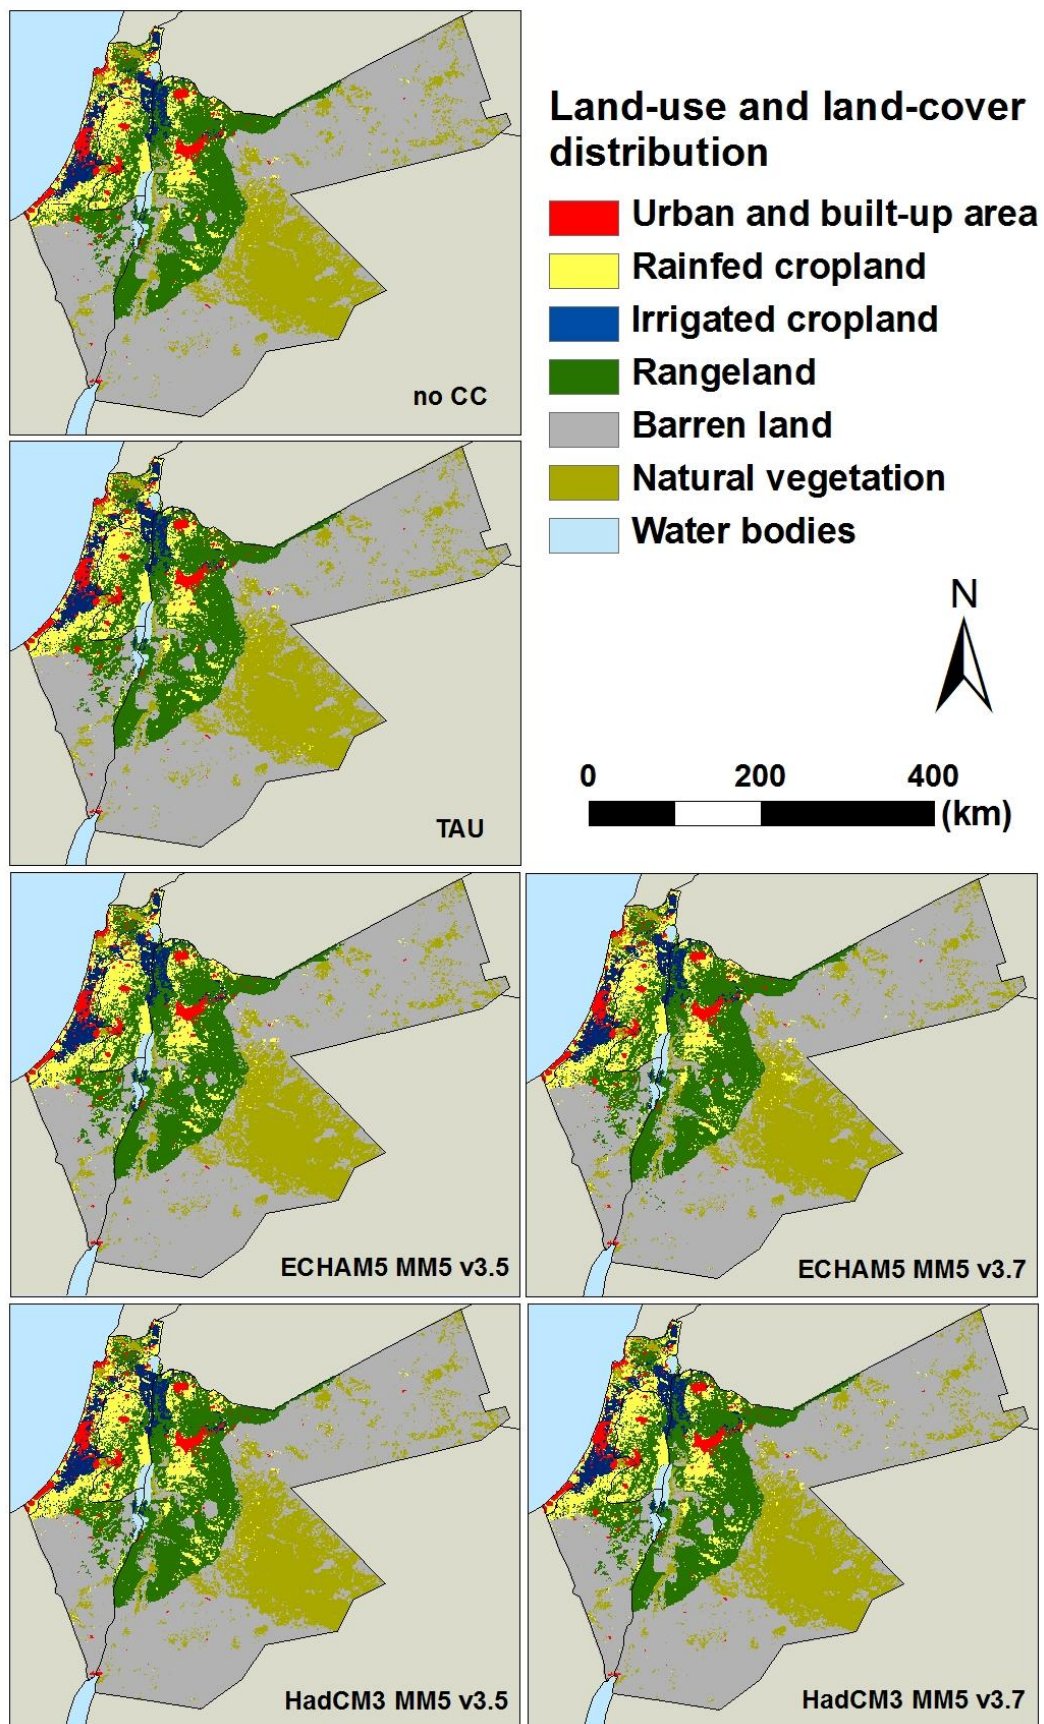 Land-use and land-cover
distribution
Urban and built-up area
Rainfed cropland
Irrigated cropland
Rangeland
Barren land
Natural vegetation
Water bodies
no CC
N
0 200 400
(km)
TAU
ECHAM5 MM5 v3.5
ECHAM5 MM5 v3.7
HadCM3 MM5 v3.5
HadCM3 MM5 v3.7